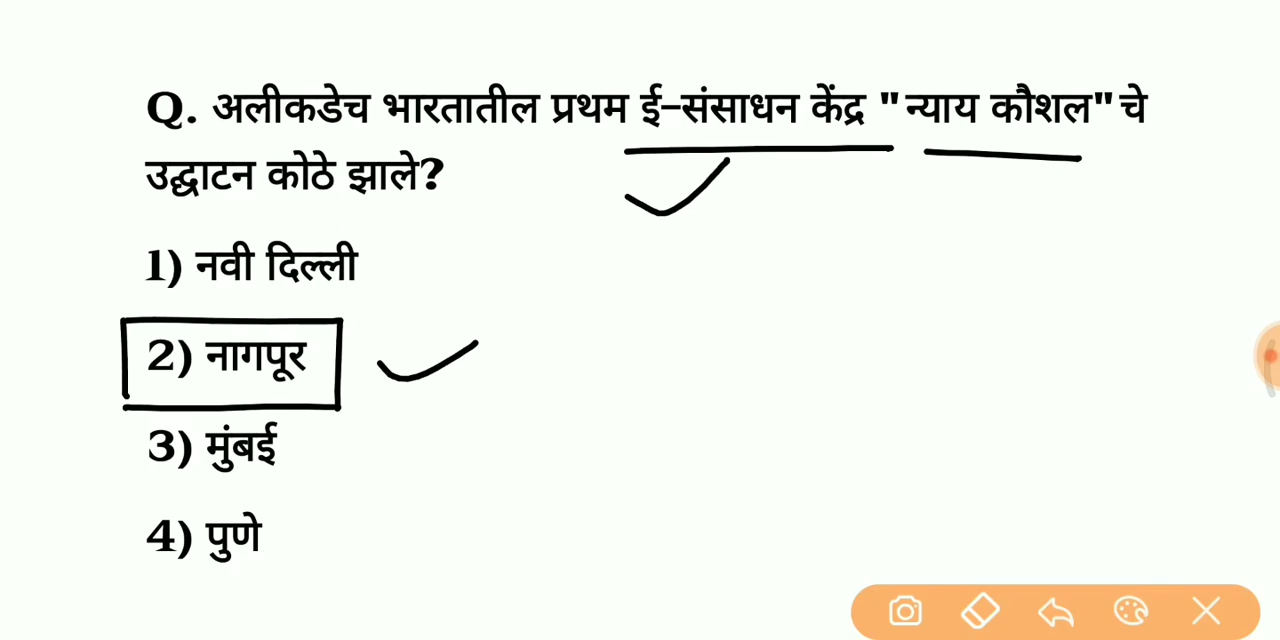 Q. अलीकडेच भारतातील प्रथम ई-संसाधन केंद्र "न्याय कौशल" चे
उद्घाटन कोठे झाले?
1) नवी दिल्ली
2) नागपूर
3) मुंबई
4) पुणे